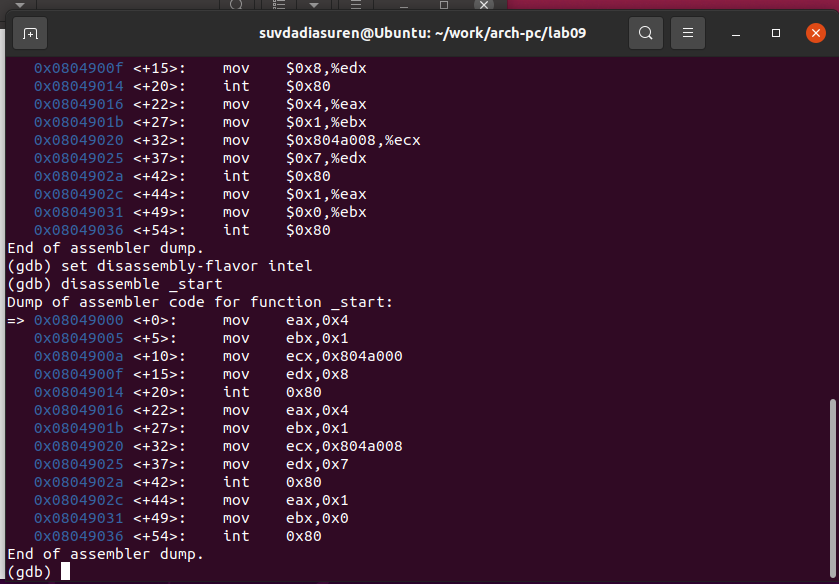 suvdadiasuren@Ubuntu: ~/work/arch-pc/lab09
0x0804900f <+15>: mov $0x8,%edx
0x08049014 <+20>: int $0x80
0x08049016 <+22>: mov $0x4,%eax
0x0804901b <+27>: mov $0x1,%ebx
0x08049020 <+32>: mov $0x804a008,%ecx
0x08049025 <+37>: mov $0x7,%edx
0x0804902a <+42>: int $0x80
0x0804902c <+44>: mov $0x1,%eax
0x08049031 <+49>: mov $0x0,%ebx
0x08049036 <+54>: int $0x80
End of assembler dump.
(gdb) set disassembly-flavor intel
(gdb) disassemble _start
Dump of assembler code for function _start:
=> 0x08049000 <+0>: mov eax,0x4
0x08049005 <+5>: mov ebx,0x1
0x0804900a <+10>: mov ecx,0x804a000
0x0804900f <+15>: mov edx,0x8
0x08049014 <+20>: int 0x80
0x08049016 <+22>: mov eax,0x4
0x0804901b <+27>: mov ebx,0x1
0x08049020 <+32>: mov ecx,0x804a008
0x08049025 <+37>: mov edx,0x7
0x0804902a <+42>: int 0x80
0x0804902c <+44>: mov eax,0x1
0x08049031 <+49>: mov ebx,0x0
0x08049036 <+54>: int 0x80
End of assembler dump.
(gdb)